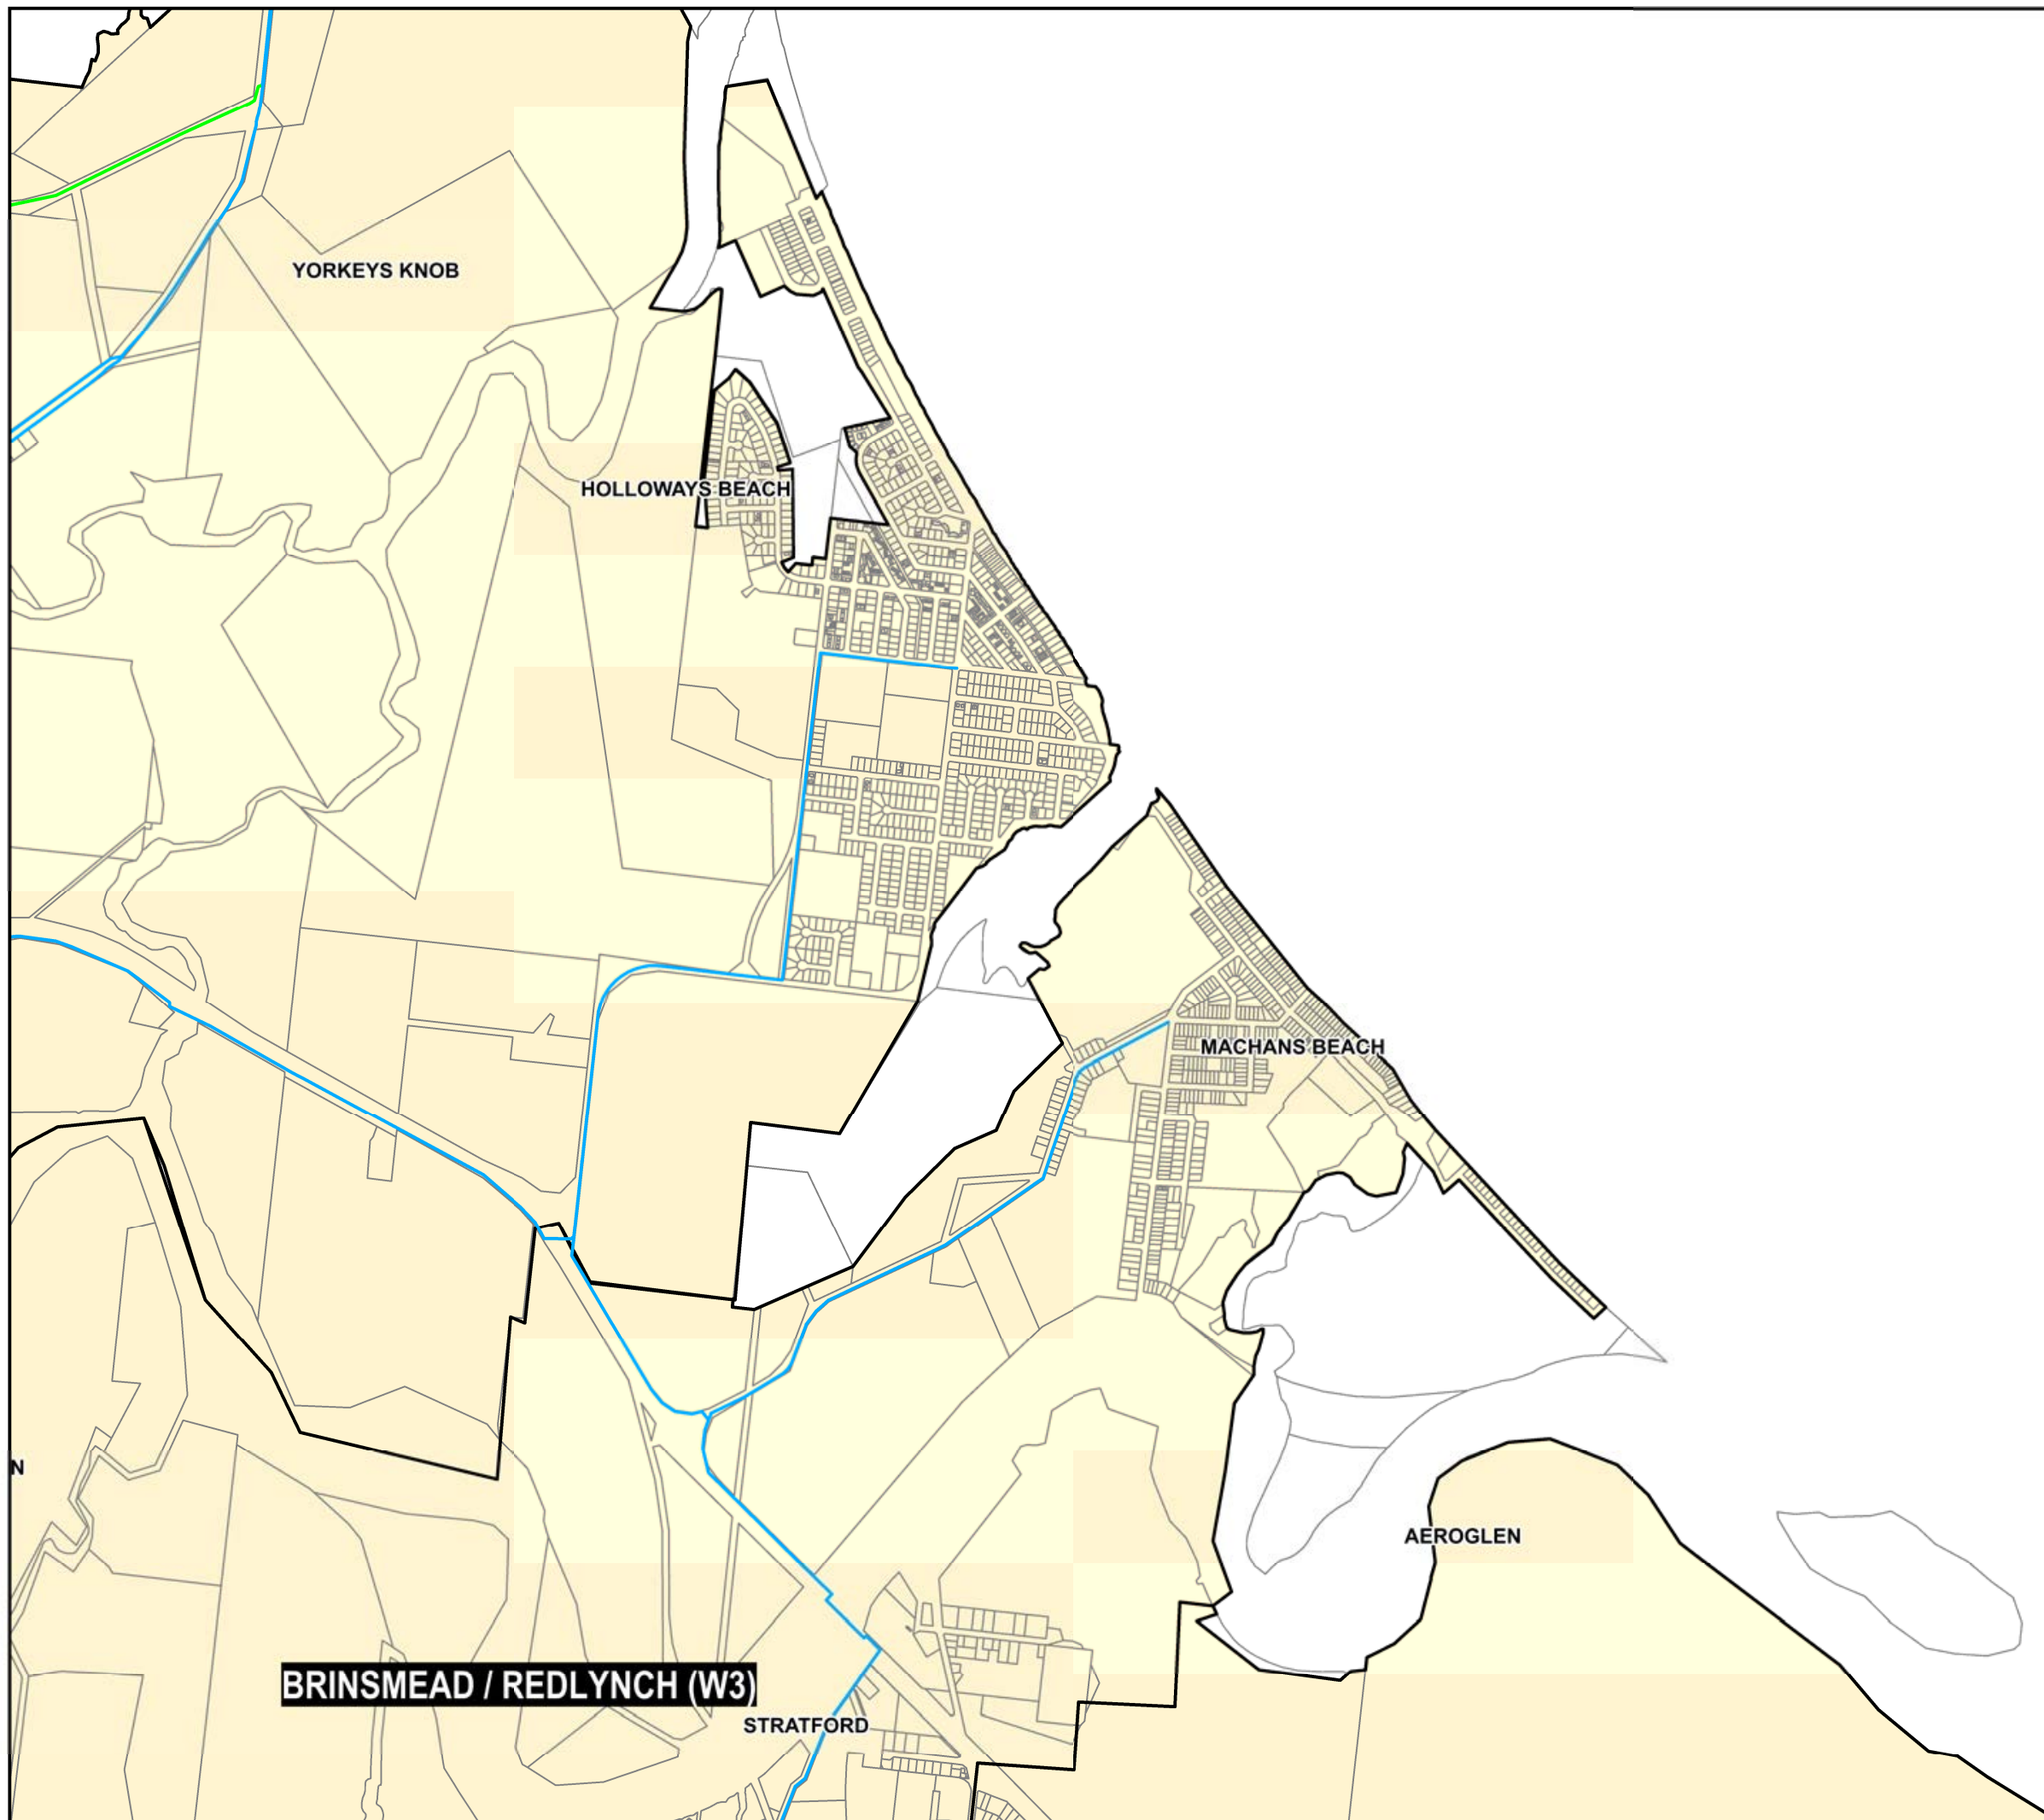 YORKEYS KNOB
HOLLOWAYS BEACH
MACHANS BEACH
N
AEROGLEN
BRINSMEAD / REDLYNCH (W3)
STRATFORD